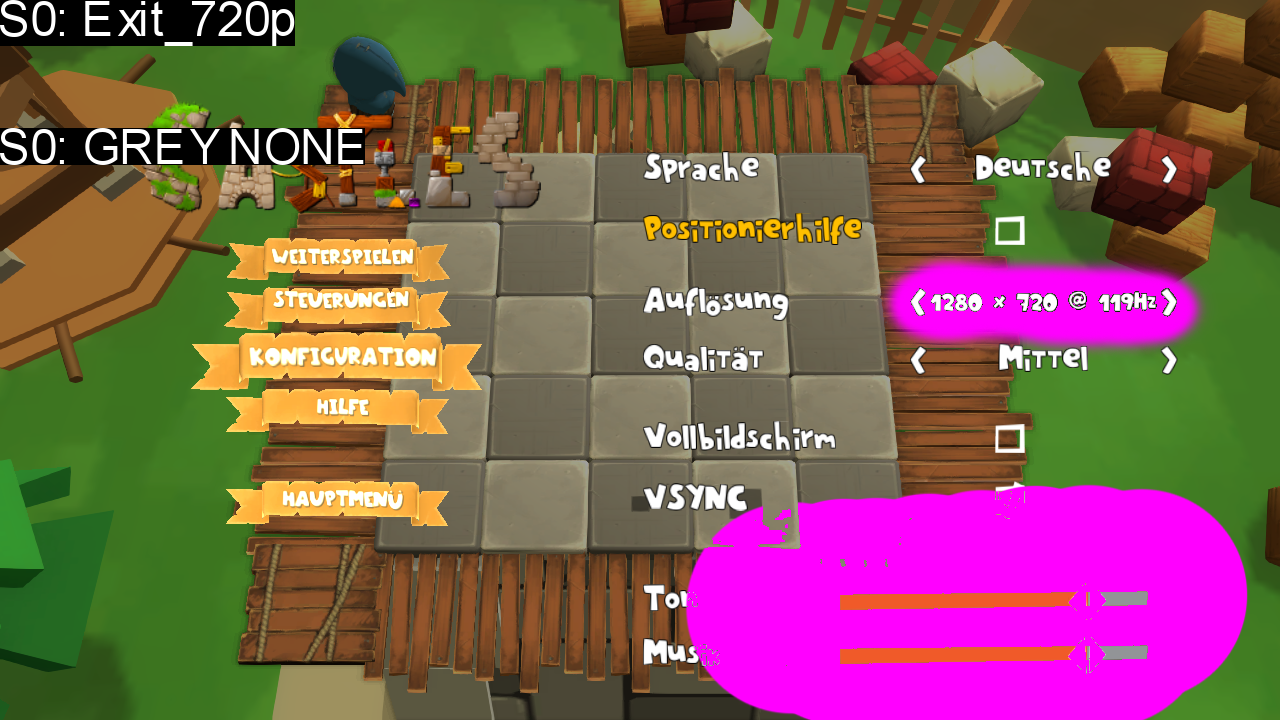 S0: Exit_720p
S0: GREY NONE
WEITERSPIELEN
STEUERUNGEN
KONFIGURATION
HILFE
HAUPTMENÜ
Sprache < Deutsche >
Positionierhilfe
Auflösung < 1280 × 720 @ 119Hz >
Qualität < Mittel >
Vollbildschirm
VSYNC